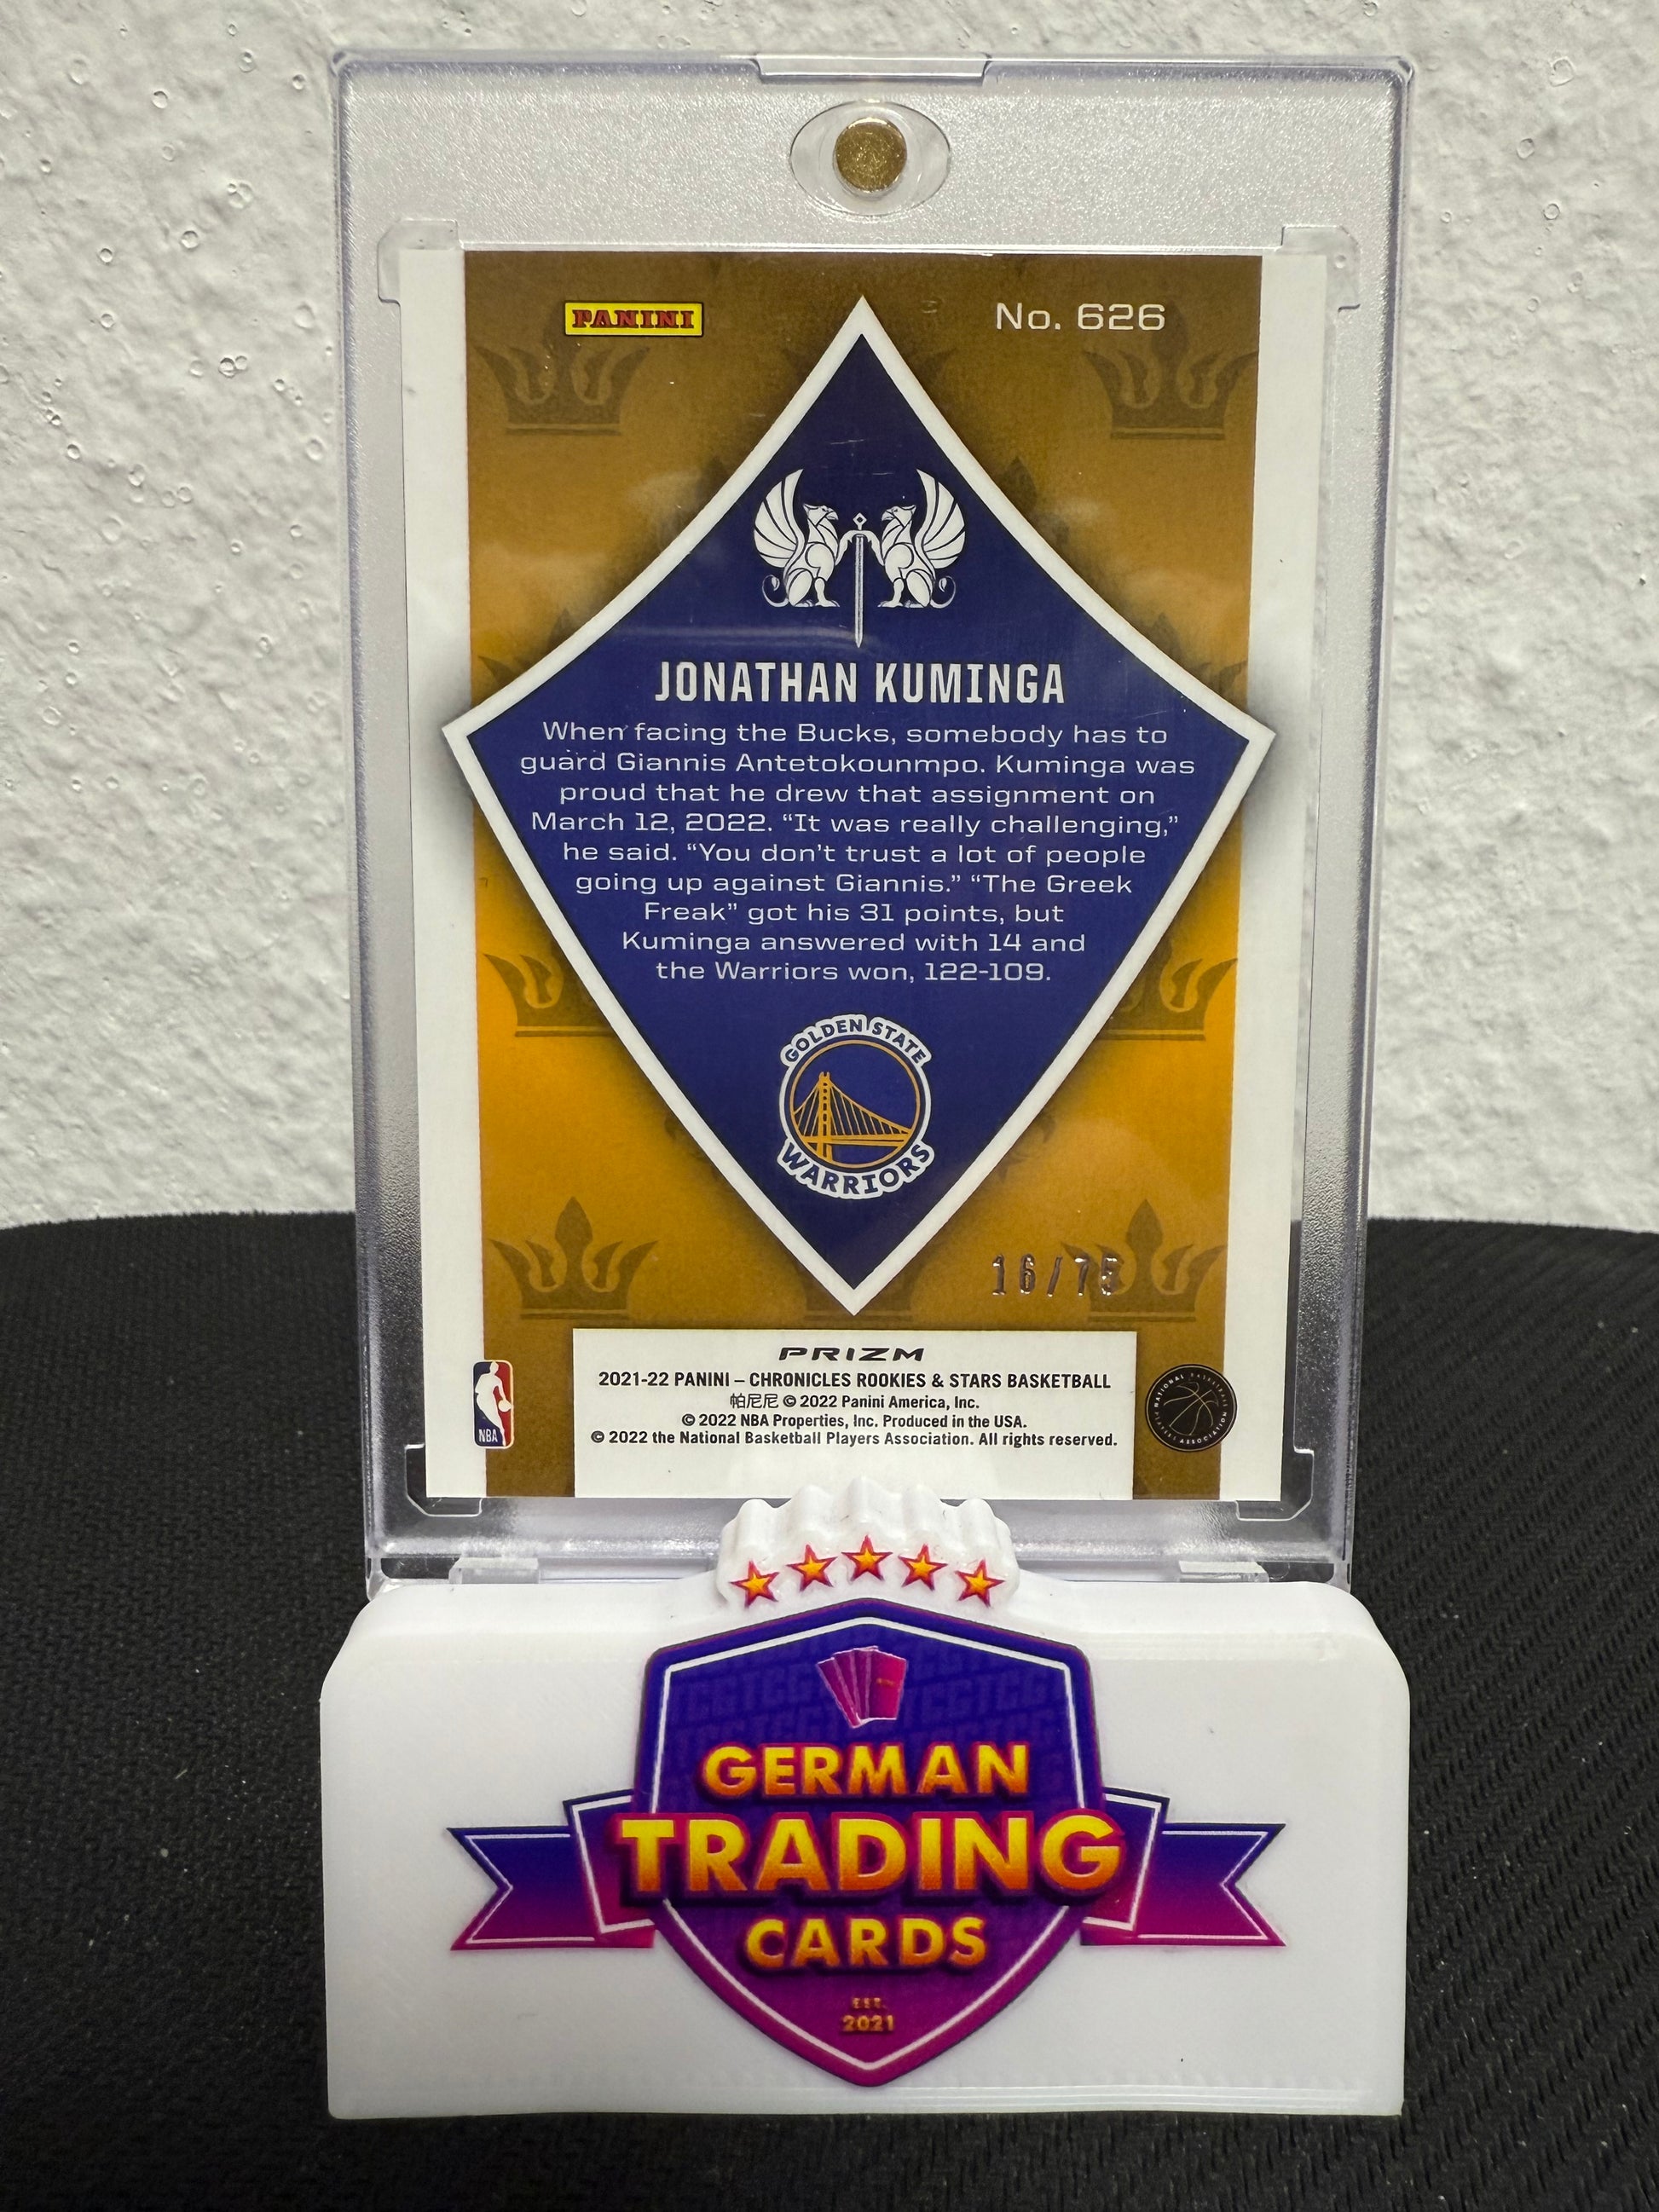 PANINI
No. 626
JONATHAN KUMINGA
When facing the Bucks, somebody has to
guard Giannis Antetokounmpo. Kuminga was
proud that he drew that assignment on
March 12, 2022. “It was really challenging,”
he said. “You don’t trust a lot of people
going up against Giannis.” “The Greek
Freak” got his 31 points, but
Kuminga answered with 14 and
the Warriors won, 122-109.
GOLDEN STATE
WARRIORS
16/75
PRIZM
2021-22 PANINI – CHRONICLES ROOKIES & STARS BASKETBALL
帕尼尼 © 2022 Panini America, Inc.
© 2022 NBA Properties, Inc. Produced in the USA.
© 2022 the National Basketball Players Association. All rights reserved.
NBA
NATIONAL BASKETBALL
PLAYERS ASSOCIATION
GERMAN
TRADING
CARDS
EST.
2021